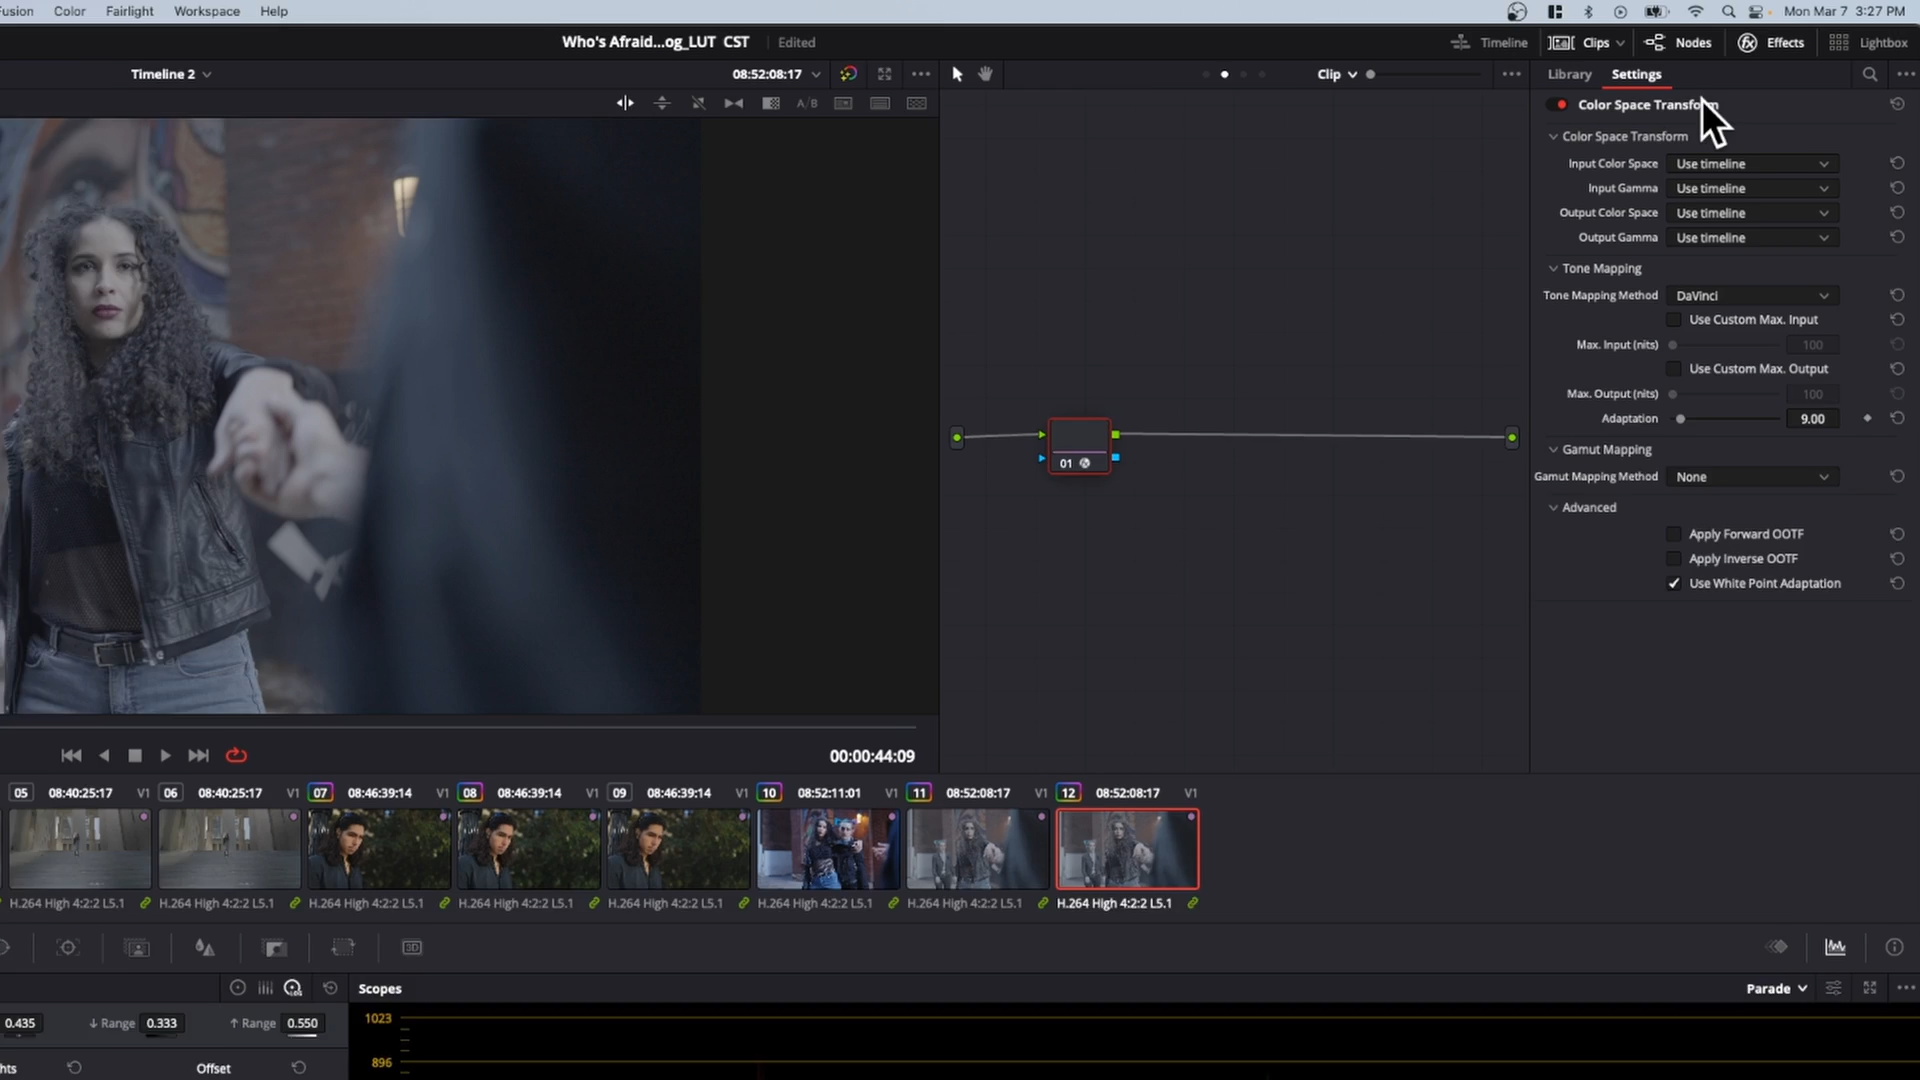 Fusion Color Fairlight Workspace Help Mon Mar 7 3:27 PM
Who's Afraid...og_LUT CST Edited Timeline Clips Nodes Effects Lightbox
Timeline 2 08:52:08:17 Clip Library Settings
A/B
Color Space Transform
Color Space Transform
Input Color Space Use timeline
Input Gamma Use timeline
Output Color Space Use timeline
Output Gamma Use timeline
Tone Mapping
Tone Mapping Method DaVinci
Use Custom Max. Input
Max. Input (nits) 100
Use Custom Max. Output
Max. Output (nits) 100
Adaptation 9.00
Gamut Mapping
Gamut Mapping Method None
Advanced
Apply Forward OOTF
Apply Inverse OOTF
Use White Point Adaptation
01
00:00:44:09
05 08:40:25:17 V1 06 08:40:25:17 V1 07 08:46:39:14 V1 08 08:46:39:14 V1 09 08:46:39:14 V1 10 08:52:11:01 V1 11 08:52:08:17 V1 12 08:52:08:17 V1
H.264 High 4:2:2 L5.1 H.264 High 4:2:2 L5.1 H.264 High 4:2:2 L5.1 H.264 High 4:2:2 L5.1 H.264 High 4:2:2 L5.1 H.264 High 4:2:2 L5.1 H.264 High 4:2:2 L5.1 H.264 High 4:2:2 L5.1
3D
LOG
Scopes Parade
0.435 ↓ Range 0.333 ↑ Range 0.550
1023
896
hts Offset